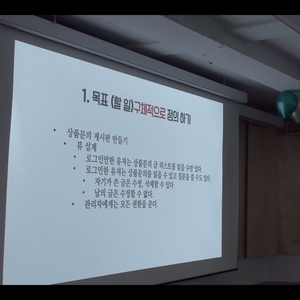 1. 목표 (할 일)구체적으로 정의 하기
• 상품문의 게시판 만들기
• 뷰 설계
• 로그인안한 유저는 상품문의 글 리스트를 읽을 수만 있다.
• 로그인한 유저는 상품문의를 읽을 수 있고 질문을 쓸 수도 있다.
• 자기가 쓴 글은 수정, 삭제할 수 있다
• 남의 글은 수정할 수 없다.
• 관리자에게는 모든 권한을 준다.